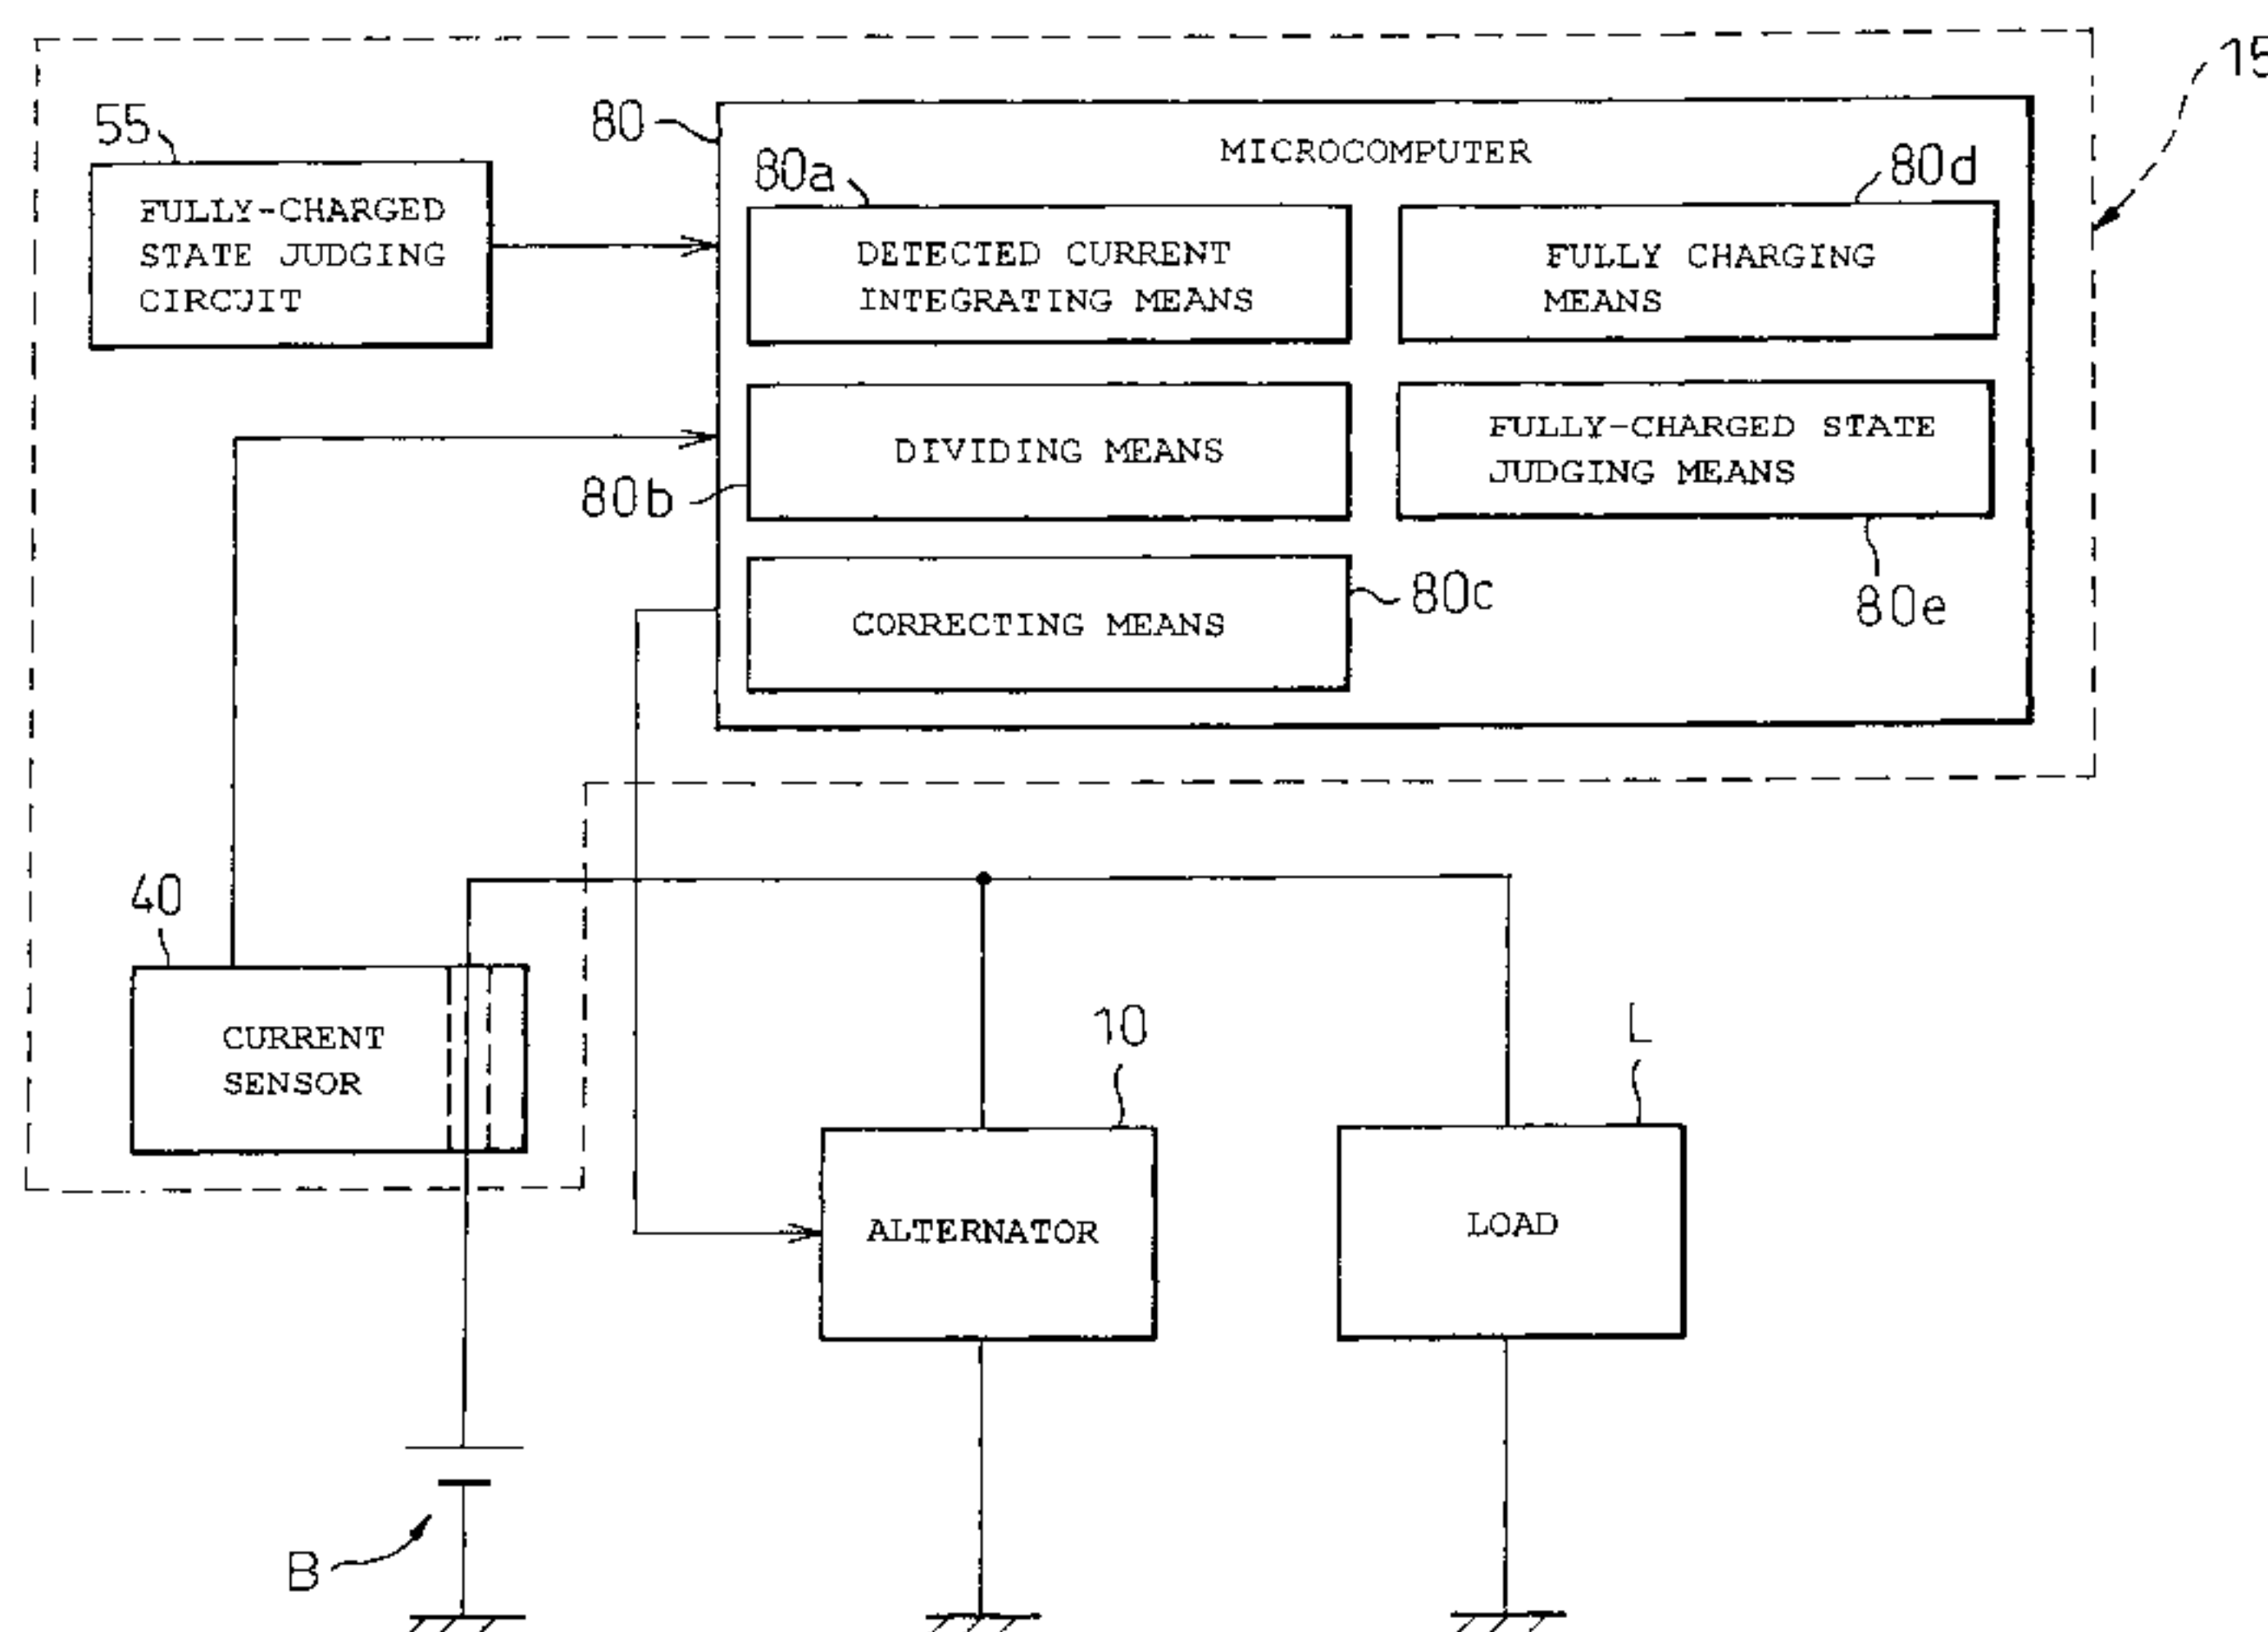 15
55
80
MICROCOMPUTER
80a
80d
FULLY-CHARGED
STATE JUDGING
CIRCUIT
DETECTED CURRENT
INTEGRATING MEANS
FULLY CHARGING
MEANS
DIVIDING MEANS
80b
FULLY-CHARGED STATE
JUDGING MEANS
CORRECTING MEANS
80c
80e
40
CURRENT
SENSOR
10
L
ALTERNATOR
LOAD
B